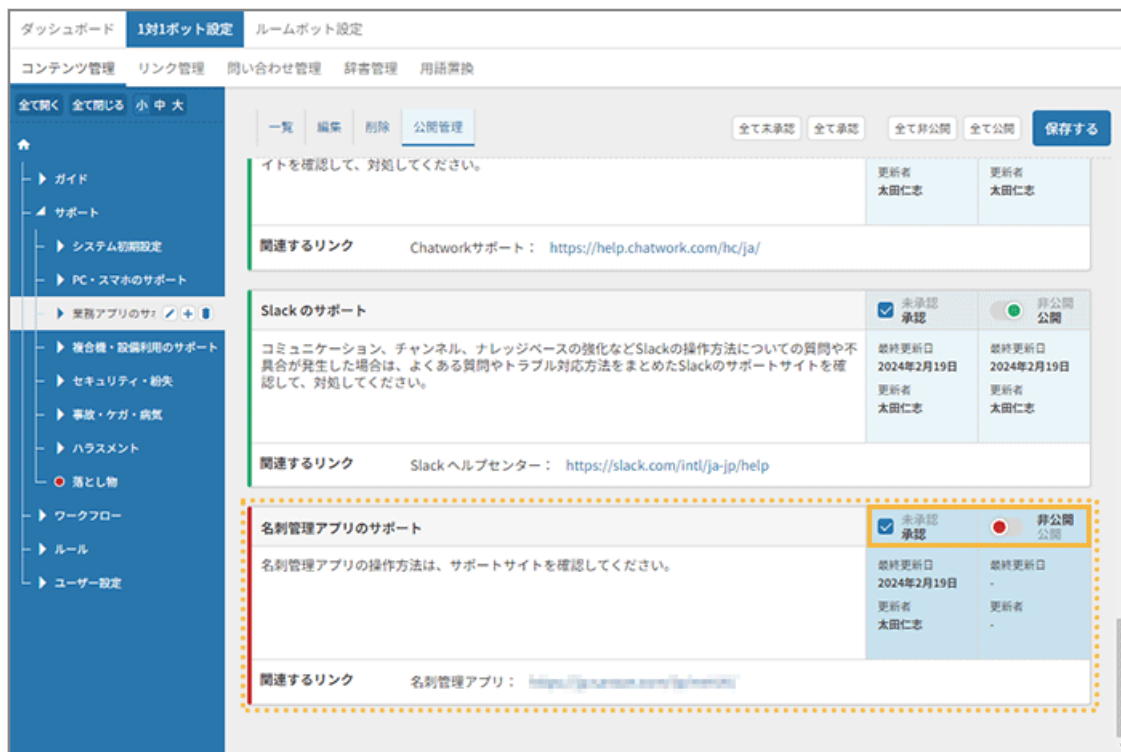 ダッシュボード 1対1ボット設定 ルームボット設定
コンテンツ管理 リンク管理 問い合わせ管理 辞書管理 用語置換
全て開く 全て閉じる 小 中 大
ガイド
サポート
システム初期設定
PC・スマホのサポート
業務アプリのサポ
複合機・設備利用のサポート
セキュリティ・紛失
事故・ケガ・病気
ハラスメント
落とし物
ワークフロー
ルール
ユーザー設定
一覧 編集 削除 公開管理
全て未承認 全て承認 全て非公開 全て公開 保存する
イトを確認して、対処してください。
更新者
太田仁志
更新者
太田仁志
関連するリンク Chatworkサポート： https://help.chatwork.com/hc/ja/
Slack のサポート
未承認
承認
非公開
公開
コミュニケーション、チャンネル、ナレッジベースの強化などSlackの操作方法についての質問や不
具合が発生した場合は、よくある質問やトラブル対応方法をまとめたSlackのサポートサイトを確
認して、対処してください。
最終更新日
2024年2月19日
更新者
太田仁志
最終更新日
2024年2月19日
更新者
太田仁志
関連するリンク Slack ヘルプセンター： https://slack.com/intl/ja-jp/help
名刺管理アプリのサポート
未承認
承認
非公開
公開
名刺管理アプリの操作方法は、サポートサイトを確認してください。
最終更新日
2024年2月19日
更新者
太田仁志
最終更新日
-
更新者
-
関連するリンク 名刺管理アプリ：